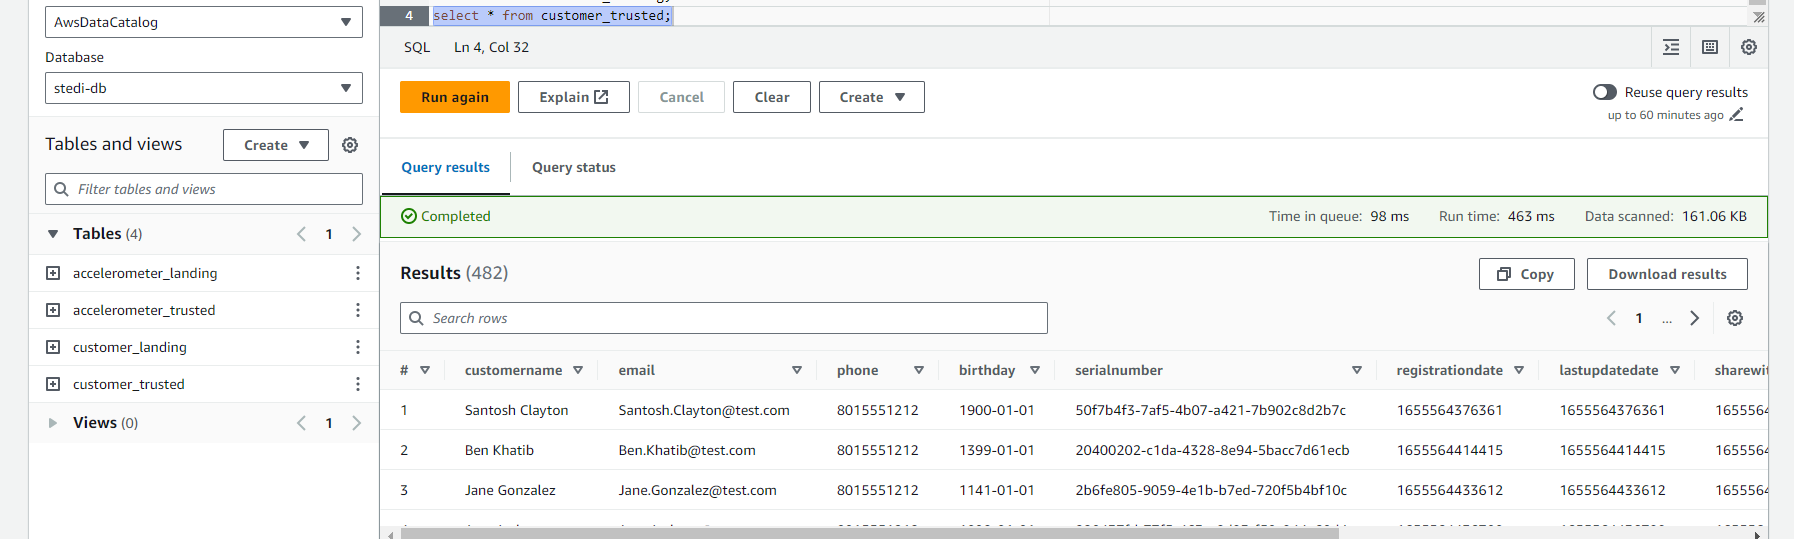 AwsDataCatalog
Database
stedi-db
Tables and views
Create
Filter tables and views
Tables (4)
1
accelerometer_landing
accelerometer_trusted
customer_landing
customer_trusted
Views (0)
1
4 select * from customer_trusted;
SQL Ln 4, Col 32
Run again Explain Cancel Clear Create
Reuse query results
up to 60 minutes ago
Query results Query status
Completed Time in queue: 98 ms Run time: 463 ms Data scanned: 161.06 KB
Results (482) Copy Download results
Search rows 1 ...
# customername email phone birthday serialnumber registrationdate lastupdatedate sharewit
1 Santosh Clayton Santosh.Clayton@test.com 8015551212 1900-01-01 50f7b4f3-7af5-4b07-a421-7b902c8d2b7c 1655564376361 1655564376361 1655564
2 Ben Khatib Ben.Khatib@test.com 8015551212 1399-01-01 20400202-c1da-4328-8e94-5bacc7d61ecb 1655564414415 1655564414415 1655564
3 Jane Gonzalez Jane.Gonzalez@test.com 8015551212 1141-01-01 2b6fe805-9059-4e1b-b7ed-720f5b4bf10c 1655564433612 1655564433612 1655564